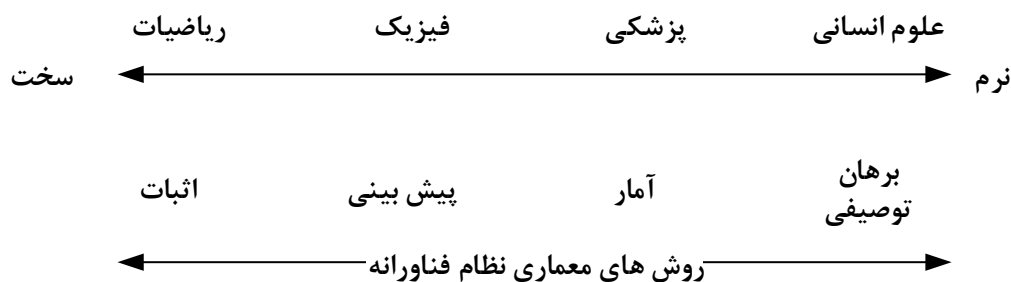 علوم انسانی پزشکی فیزیک ریاضیات
نرم سخت
برهان توصیفی آمار پیش بینی اثبات
روش های معماری نظام فناورانه